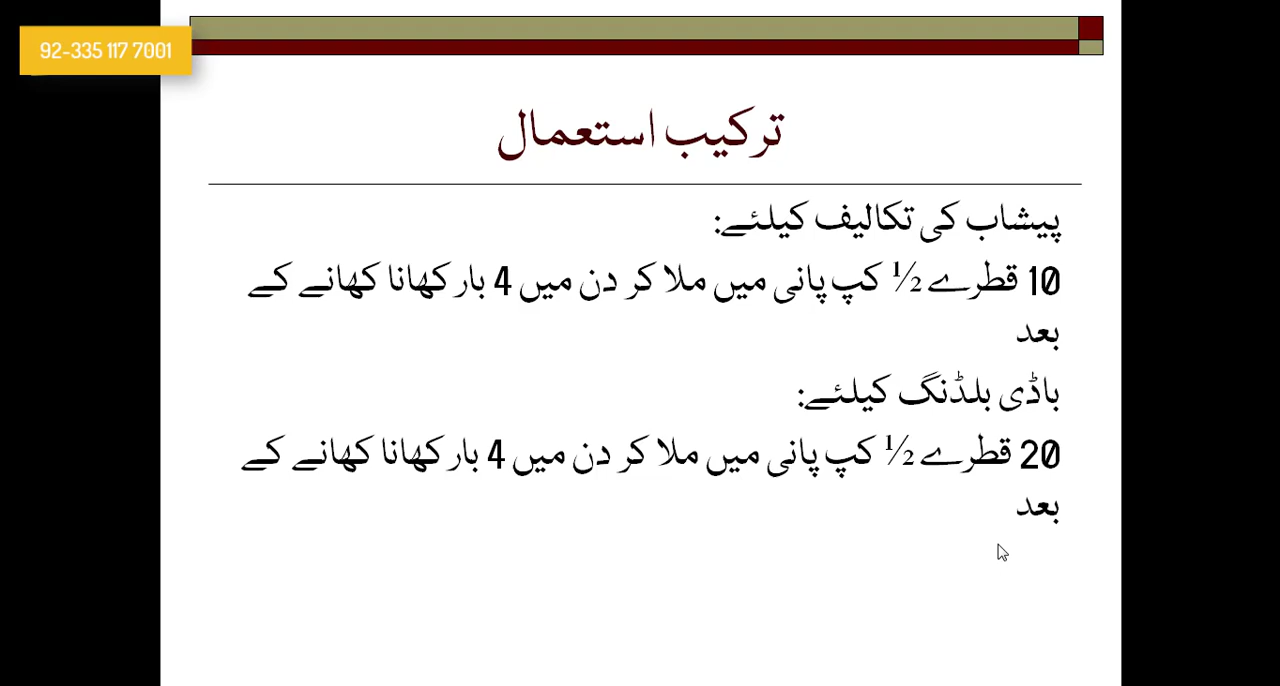 92-335 117 7001
ترکیب استعمال
پیشاب کی تکالیف کیلئے:
10 قطرے ½ کپ پانی میں ملا کر دن میں 4 بار کھانا کھانے کے
بعد
باڈی بلڈنگ کیلئے:
20 قطرے ½ کپ پانی میں ملا کر دن میں 4 بار کھانا کھانے کے
بعد